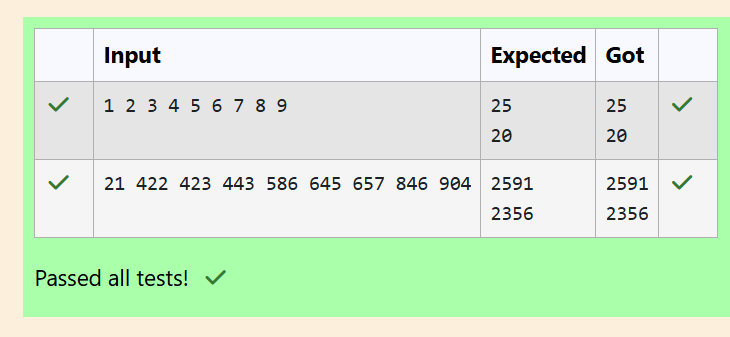 Input Expected Got
1 2 3 4 5 6 7 8 9 25 25
20 20
21 422 423 443 586 645 657 846 904 2591 2591
2356 2356
Passed all tests!